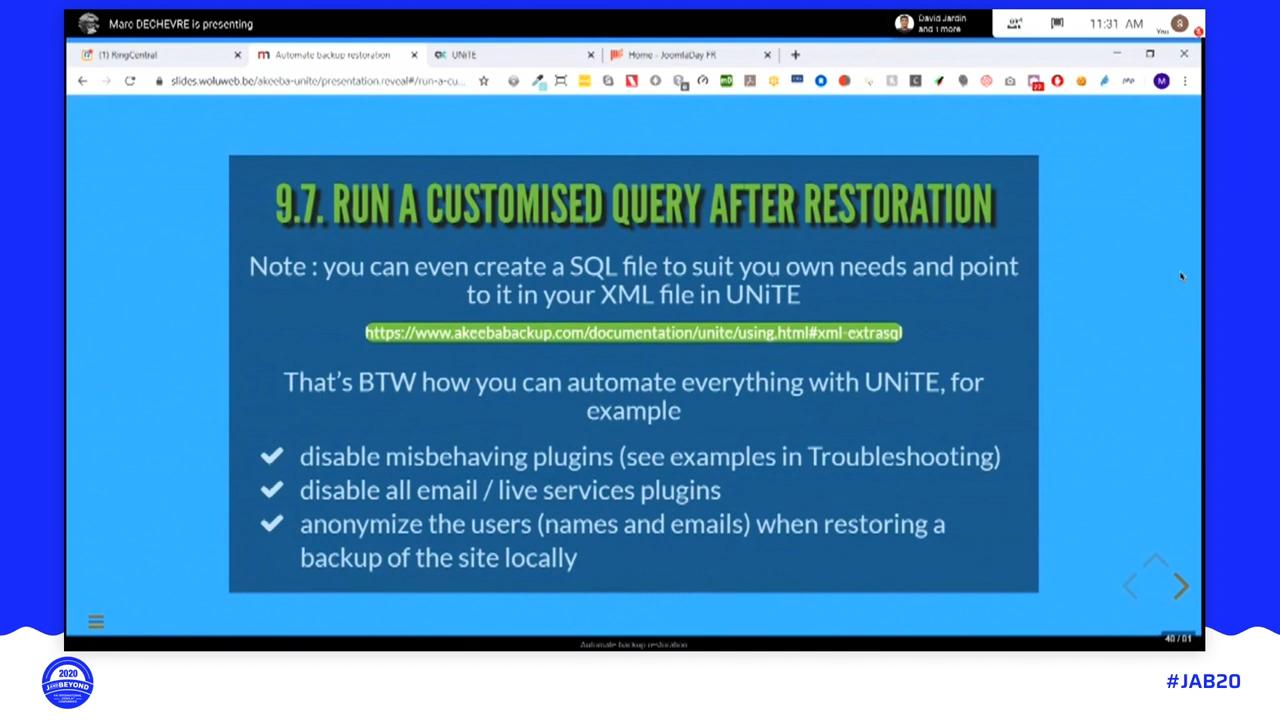 Marc DECHEVRE is presenting
David Jardin
and 1 more
11:31 AM
You
S
(1) RingCentral
Automate backup restoration
UNiTE
Home - JoomlaDay FR
slides.woluweb.be/akeeba-unite/presentation.reveal#/run-a-cu...
M
9.7. RUN A CUSTOMISED QUERY AFTER RESTORATION
Note : you can even create a SQL file to suit you own needs and point
to it in your XML file in UNiTE
https://www.akeebabackup.com/documentation/unite/using.html#xml-extrasql
That's BTW how you can automate everything with UNiTE, for
example
disable misbehaving plugins (see examples in Troubleshooting)
disable all email / live services plugins
anonymize the users (names and emails) when restoring a
backup of the site locally
Automate backup restoration
2020
#JAB20